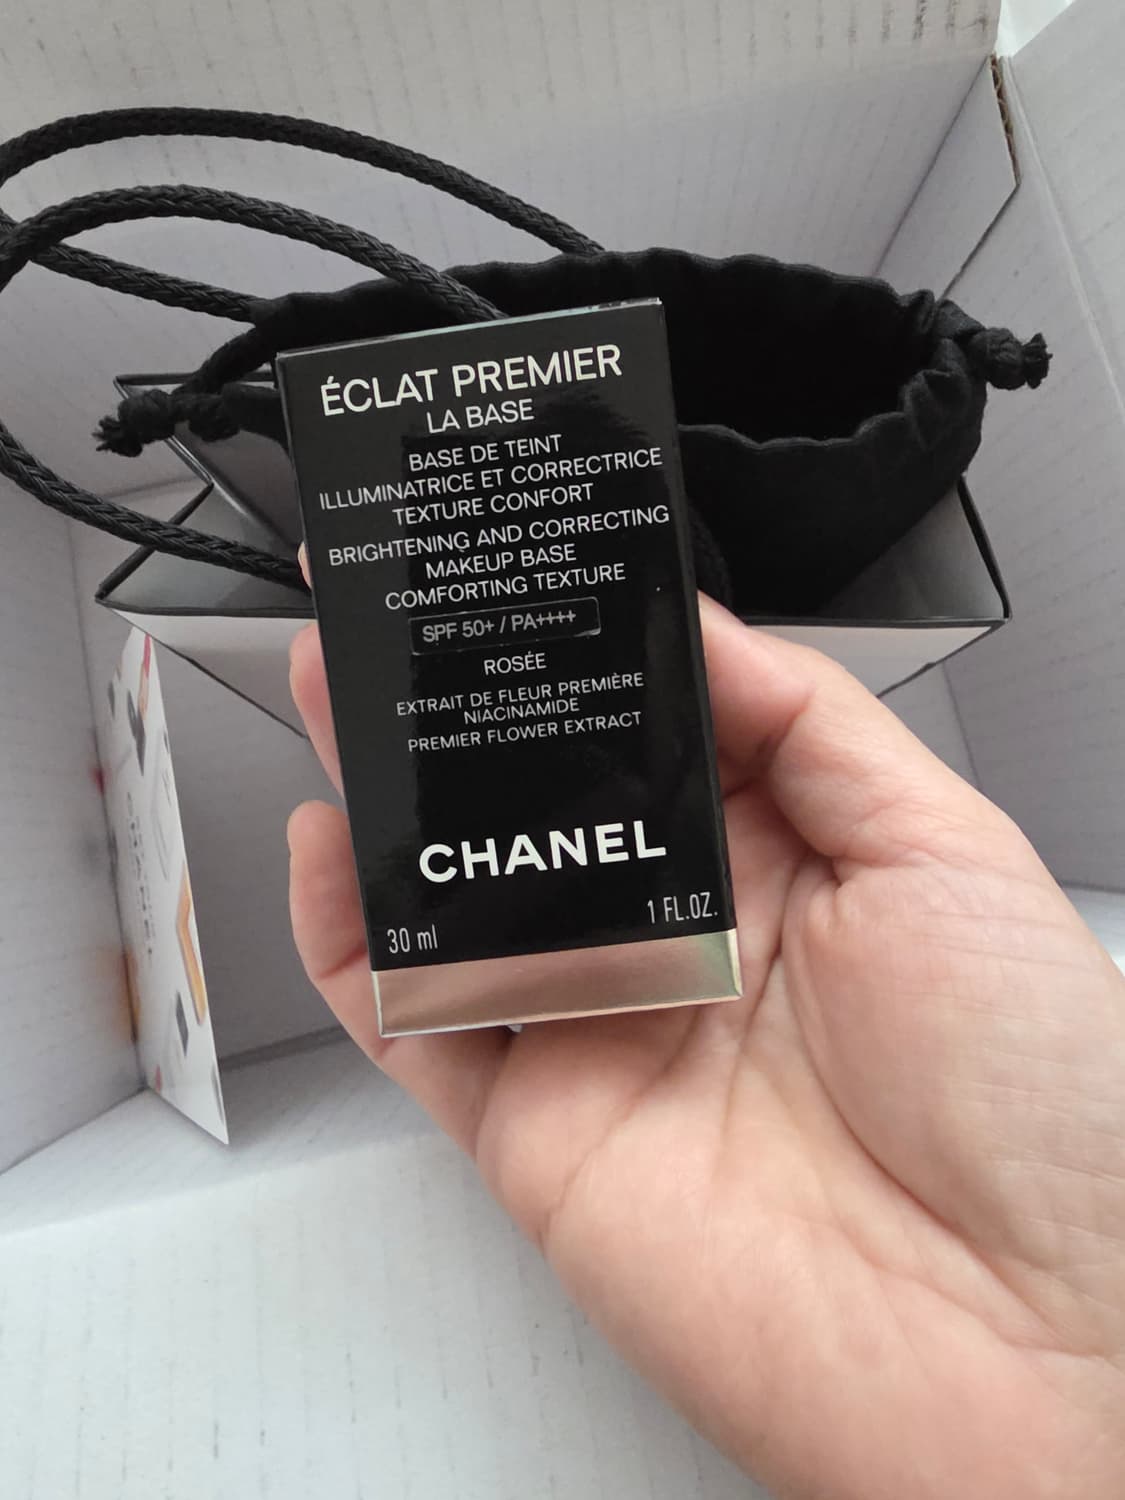 ÉCLAT PREMIER
LA BASE
BASE DE TEINT
ILLUMINATRICE ET CORRECTRICE
TEXTURE CONFORT
BRIGHTENING AND CORRECTING
MAKEUP BASE
COMFORTING TEXTURE
SPF 50+ / PA++++
ROSÉE
EXTRAIT DE FLEUR PREMIÈRE
NIACINAMIDE
PREMIER FLOWER EXTRACT
CHANEL
30 ml
1 FL.OZ.